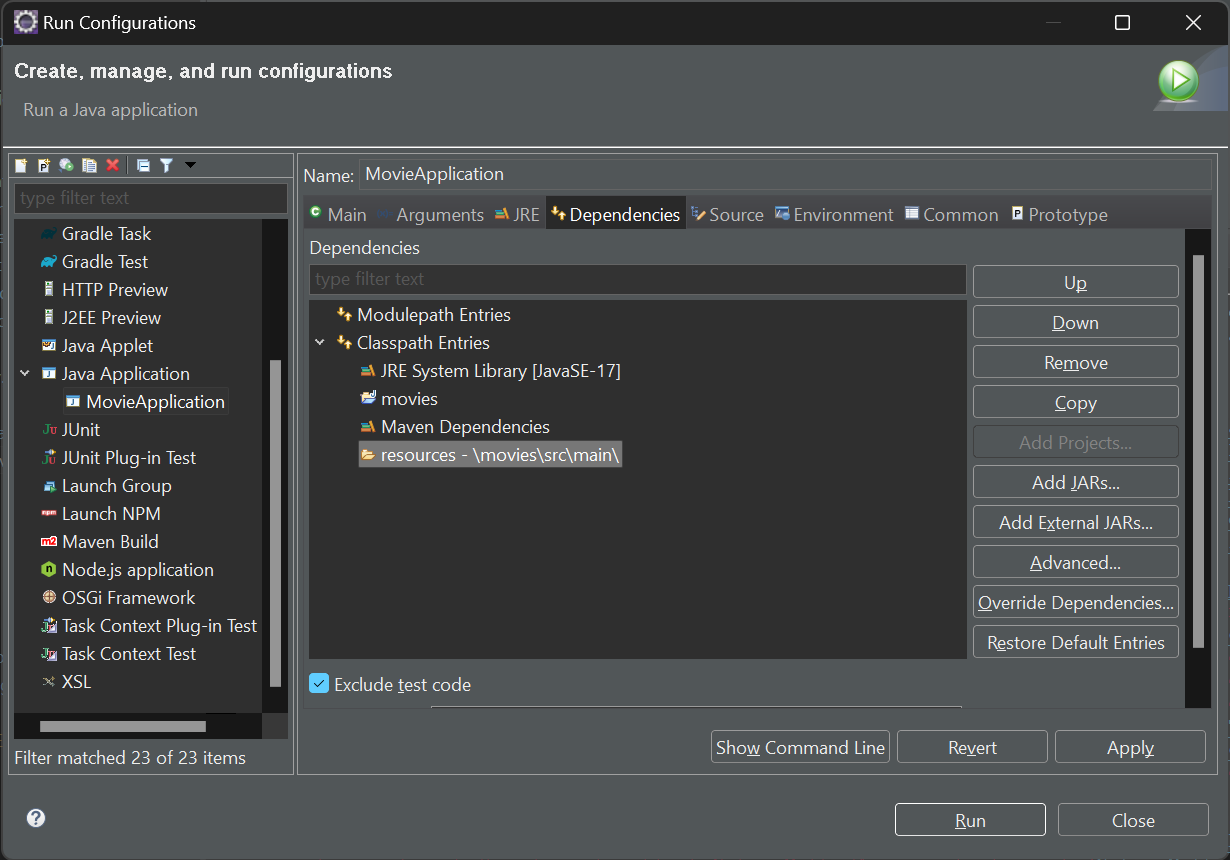 Run Configurations
Create, manage, and run configurations
Run a Java application
type filter text
Gradle Task
Gradle Test
HTTP Preview
J2EE Preview
Java Applet
Java Application
MovieApplication
JUnit
JUnit Plug-in Test
Launch Group
Launch NPM
Maven Build
Node.js application
OSGi Framework
Task Context Plug-in Test
Task Context Test
XSL
Filter matched 23 of 23 items
Name: MovieApplication
Main Arguments JRE Dependencies Source Environment Common Prototype
Dependencies
type filter text
Modulepath Entries
Classpath Entries
JRE System Library [JavaSE-17]
movies
Maven Dependencies
resources - \movies\src\main\
Up
Down
Remove
Copy
Add Projects...
Add JARs...
Add External JARs...
Advanced...
Override Dependencies...
Restore Default Entries
Exclude test code
Show Command Line Revert Apply
Run Close